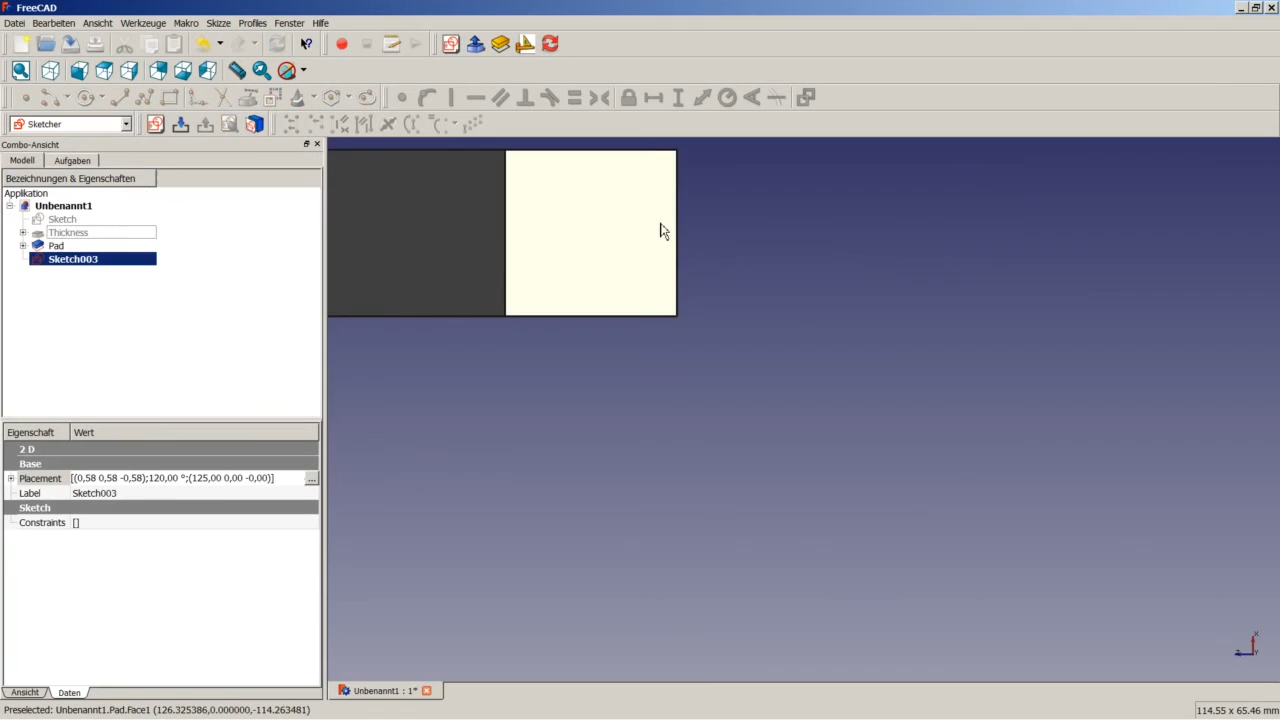 FreeCAD
Datei Bearbeiten Ansicht Werkzeuge Makro Skizze Profiles Fenster Hilfe
Sketcher
Combo-Ansicht
Modell Aufgaben
Bezeichnungen & Eigenschaften
Applikation
Unbenannt1
Sketch
Thickness
Pad
Sketch003
Eigenschaft Wert
2 D
Base
Placement [(0,58 0,58 -0,58);120,00 °;(125,00 0,00 -0,00)] ...
Label Sketch003
Sketch
Constraints []
Ansicht Daten
Unbenannt1 : 1*
Preselected: Unbenannt1.Pad.Face1 (126.325386,0.000000,-114.263481)
114.55 x 65.46 mm